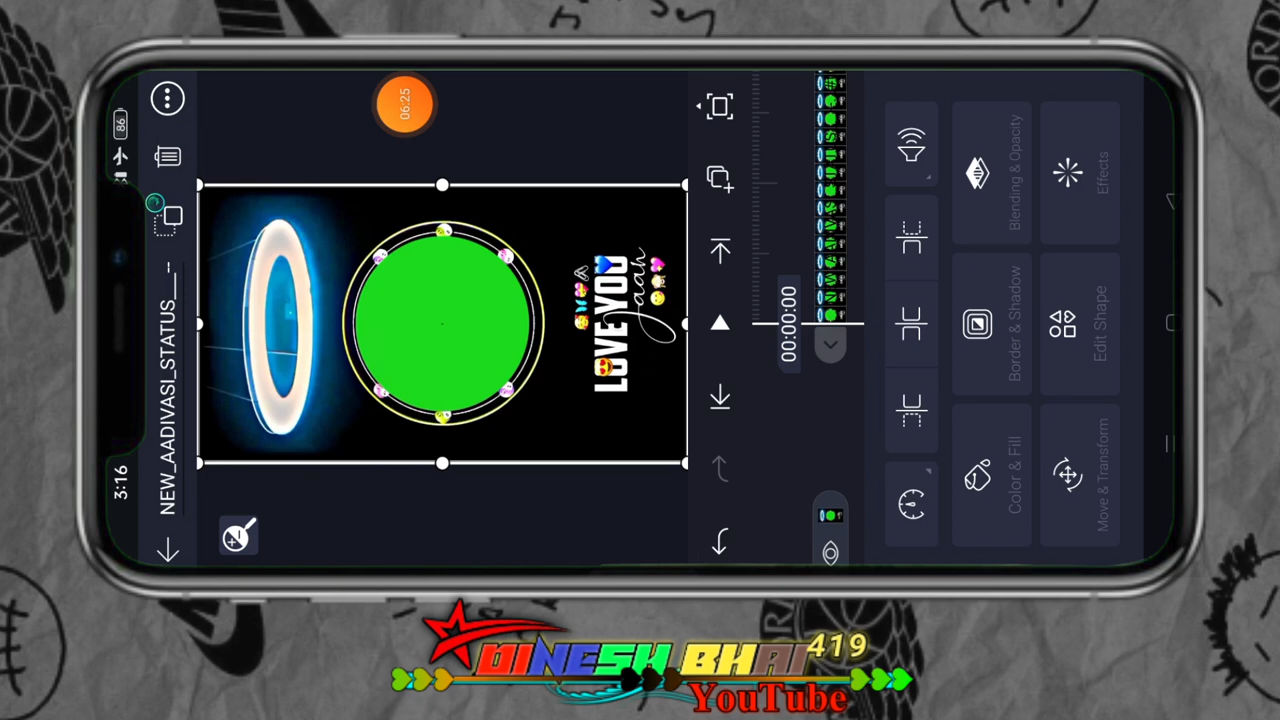 3:16
86
NEW_AADIVASI_STATUS__--
06:25
LOVE YOU
Jaan
00:00:00
Move & Transform
Edit Shape
Effects
Color & Fill
Border & Shadow
Blending & Opacity
DINESH BHAI 419
YouTube